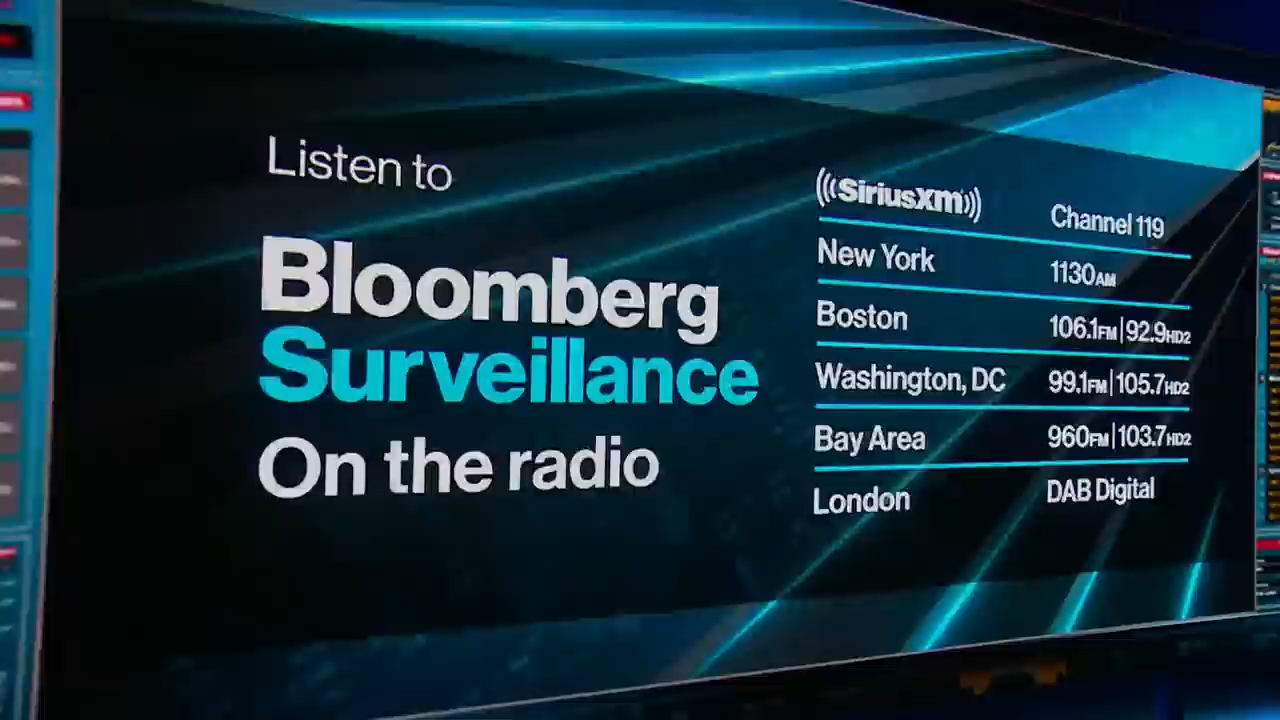 Listen to
Bloomberg
Surveillance
On the radio
SiriusXM Channel 119
New York 1130AM
Boston 106.1FM | 92.9HD2
Washington, DC 99.1FM | 105.7HD2
Bay Area 960FM | 103.7HD2
London DAB Digital